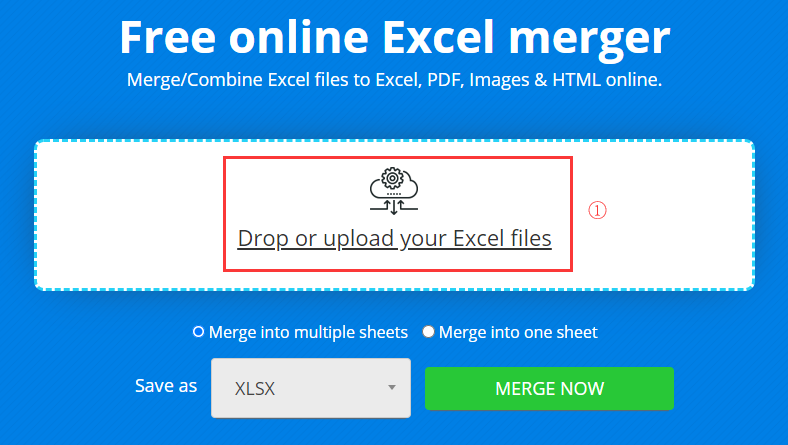 Free online Excel merger
Merge/Combine Excel files to Excel, PDF, Images & HTML online.
Drop or upload your Excel files
①
Merge into multiple sheets Merge into one sheet
Save as XLSX MERGE NOW